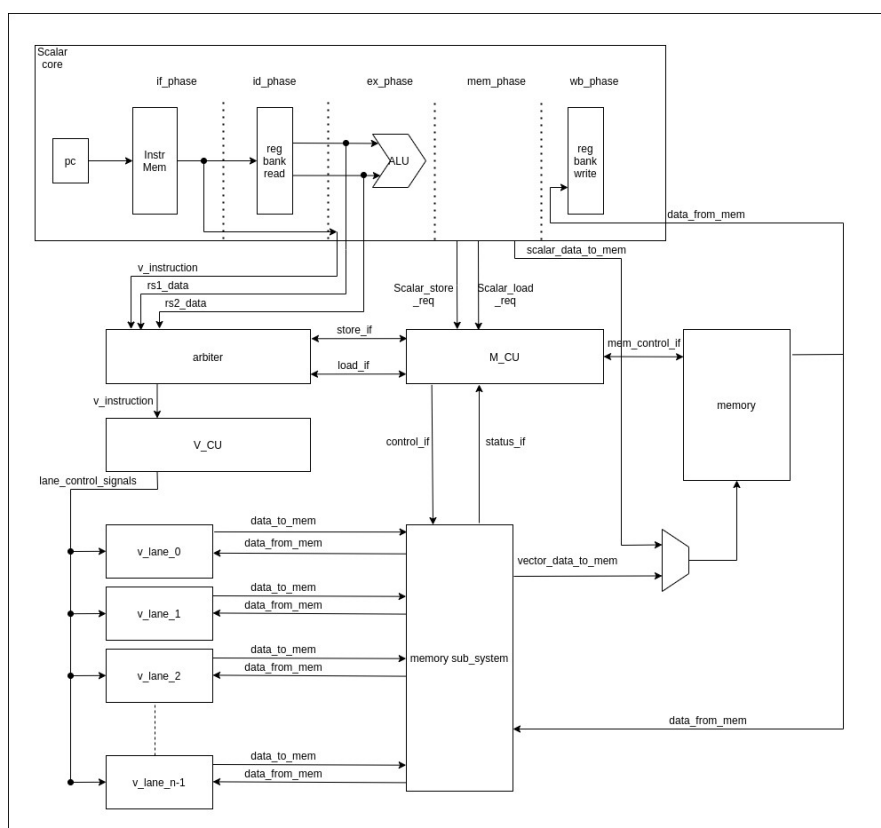 Scalar
core
if_phase
id_phase
ex_phase
mem_phase
wb_phase
pc
Instr
Mem
reg
bank
read
ALU
reg
bank
write
data_from_mem
scalar_data_to_mem
v_instruction
rs1_data
rs2_data
Scalar_store
_req
Scalar_load
_req
arbiter
store_if
load_if
M_CU
mem_control_if
memory
v_instruction
V_CU
control_if
status_if
lane_control_signals
v_lane_0
data_to_mem
data_from_mem
vector_data_to_mem
v_lane_1
data_to_mem
data_from_mem
v_lane_2
data_to_mem
data_from_mem
memory sub_system
data_from_mem
v_lane_n-1
data_to_mem
data_from_mem